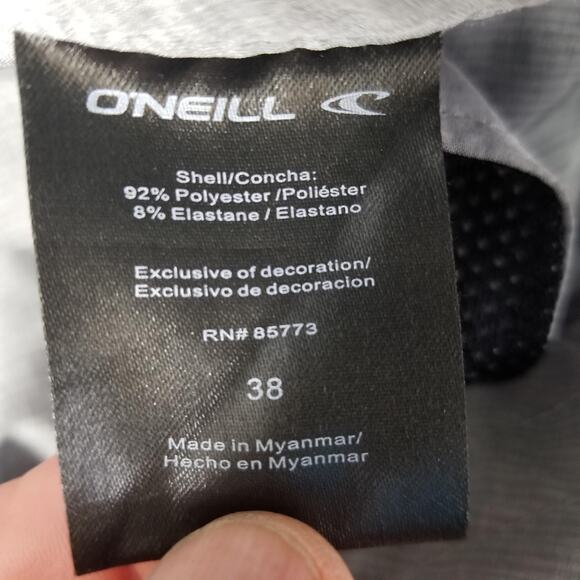 O'NEILL
Shell/Concha:
92% Polyester /Poliéster
8% Elastane / Elastano
Exclusive of decoration/
Exclusivo de decoracion
RN# 85773
38
Made in Myanmar/
Hecho en Myanmar